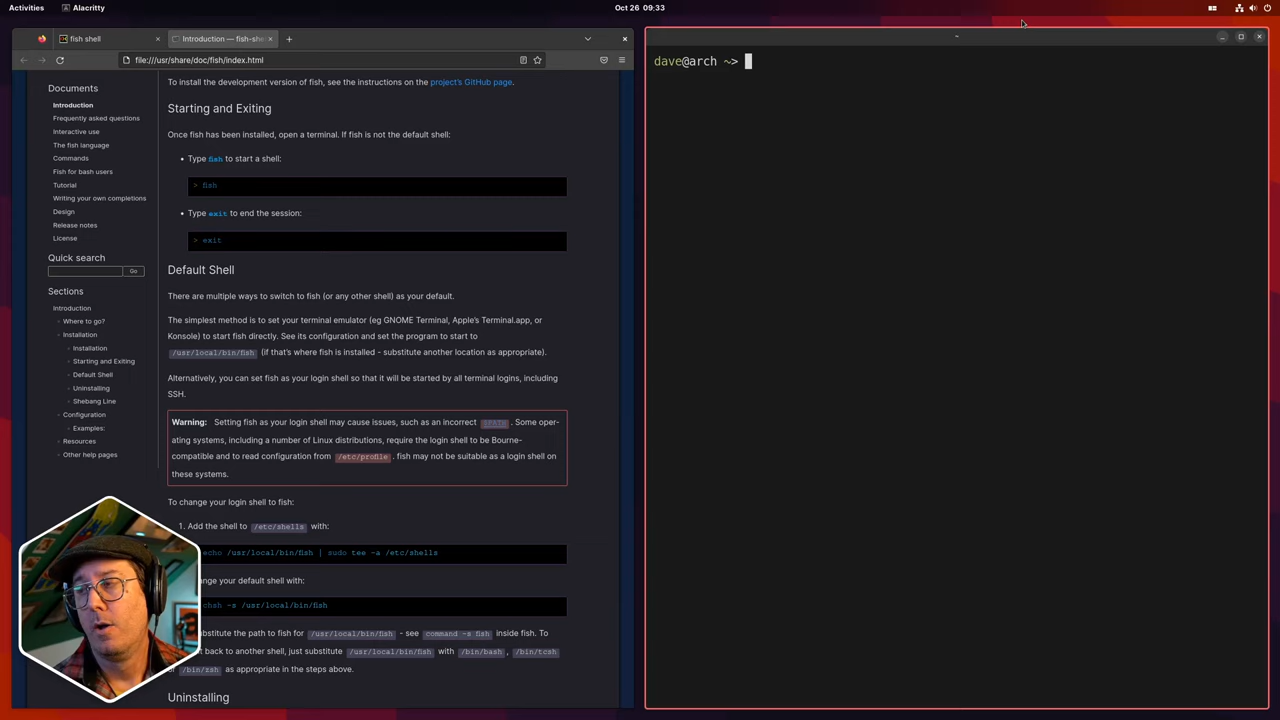 Activities
Alacritty
Oct 26 09:33
fish shell
Introduction — fish-she
file:///usr/share/doc/fish/index.html
Documents
Introduction
Frequently asked questions
Interactive use
The fish language
Commands
Fish for bash users
Tutorial
Writing your own completions
Design
Release notes
License
Quick search
Go
Sections
Introduction
Where to go?
Installation
Installation
Starting and Exiting
Default Shell
Uninstalling
Shebang Line
Configuration
Examples:
Resources
Other help pages
To install the development version of fish, see the instructions on the project's GitHub page.
Starting and Exiting
Once fish has been installed, open a terminal. If fish is not the default shell:
• Type fish to start a shell:
> fish
• Type exit to end the session:
> exit
Default Shell
There are multiple ways to switch to fish (or any other shell) as your default.
The simplest method is to set your terminal emulator (eg GNOME Terminal, Apple's Terminal.app, or
Konsole) to start fish directly. See its configuration and set the program to start to
/usr/local/bin/fish (if that's where fish is installed - substitute another location as appropriate).
Alternatively, you can set fish as your login shell so that it will be started by all terminal logins, including
SSH.
Warning: Setting fish as your login shell may cause issues, such as an incorrect $PATH. Some oper-
ating systems, including a number of Linux distributions, require the login shell to be Bourne-
compatible and to read configuration from /etc/profile. fish may not be suitable as a login shell on
these systems.
To change your login shell to fish:
1. Add the shell to /etc/shells with:
echo /usr/local/bin/fish | sudo tee -a /etc/shells
your default shell with:
chsh -s /usr/local/bin/fish
substitute the path to fish for /usr/local/bin/fish - see command -s fish inside fish. To
back to another shell, just substitute /usr/local/bin/fish with /bin/bash, /bin/tcsh
/bin/zsh as appropriate in the steps above.
Uninstalling
~
dave@arch ~>